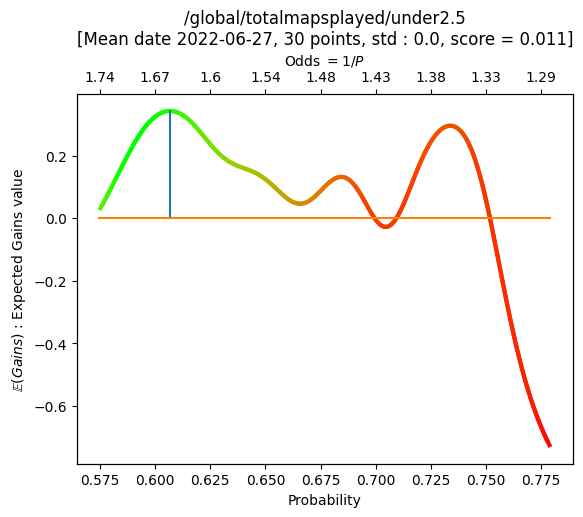 /global/totalmapsplayed/under2.5
[Mean date 2022-06-27, 30 points, std : 0.0, score = 0.011]
Odds = 1/P
1.74 1.67 1.6 1.54 1.48 1.43 1.38 1.33 1.29
0.2
0.0
−0.2
−0.4
−0.6
𝔼(Gains) : Expected Gains value
0.575 0.600 0.625 0.650 0.675 0.700 0.725 0.750 0.775
Probability